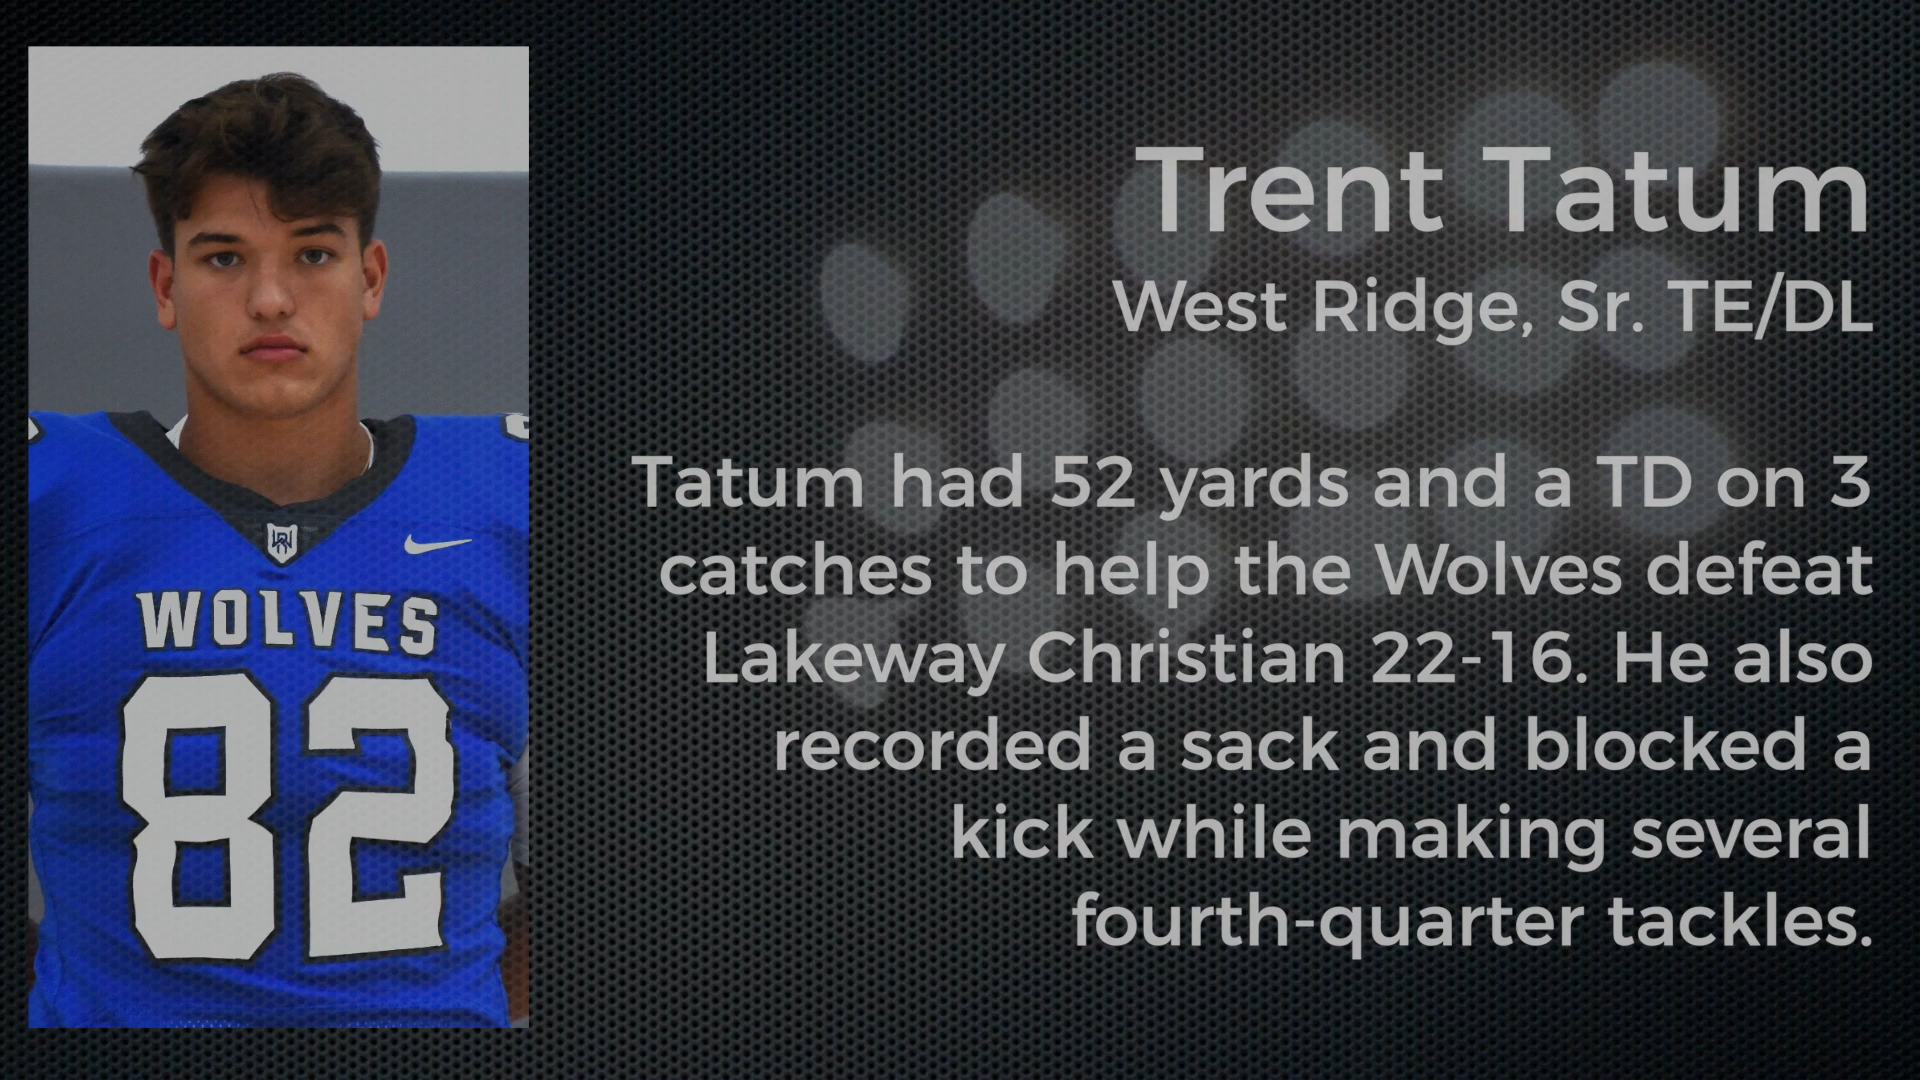 Trent Tatum
West Ridge, Sr. TE/DL
Tatum had 52 yards and a TD on 3
catches to help the Wolves defeat
Lakeway Christian 22-16. He also
recorded a sack and blocked a
kick while making several
fourth-quarter tackles.
WOLVES
82